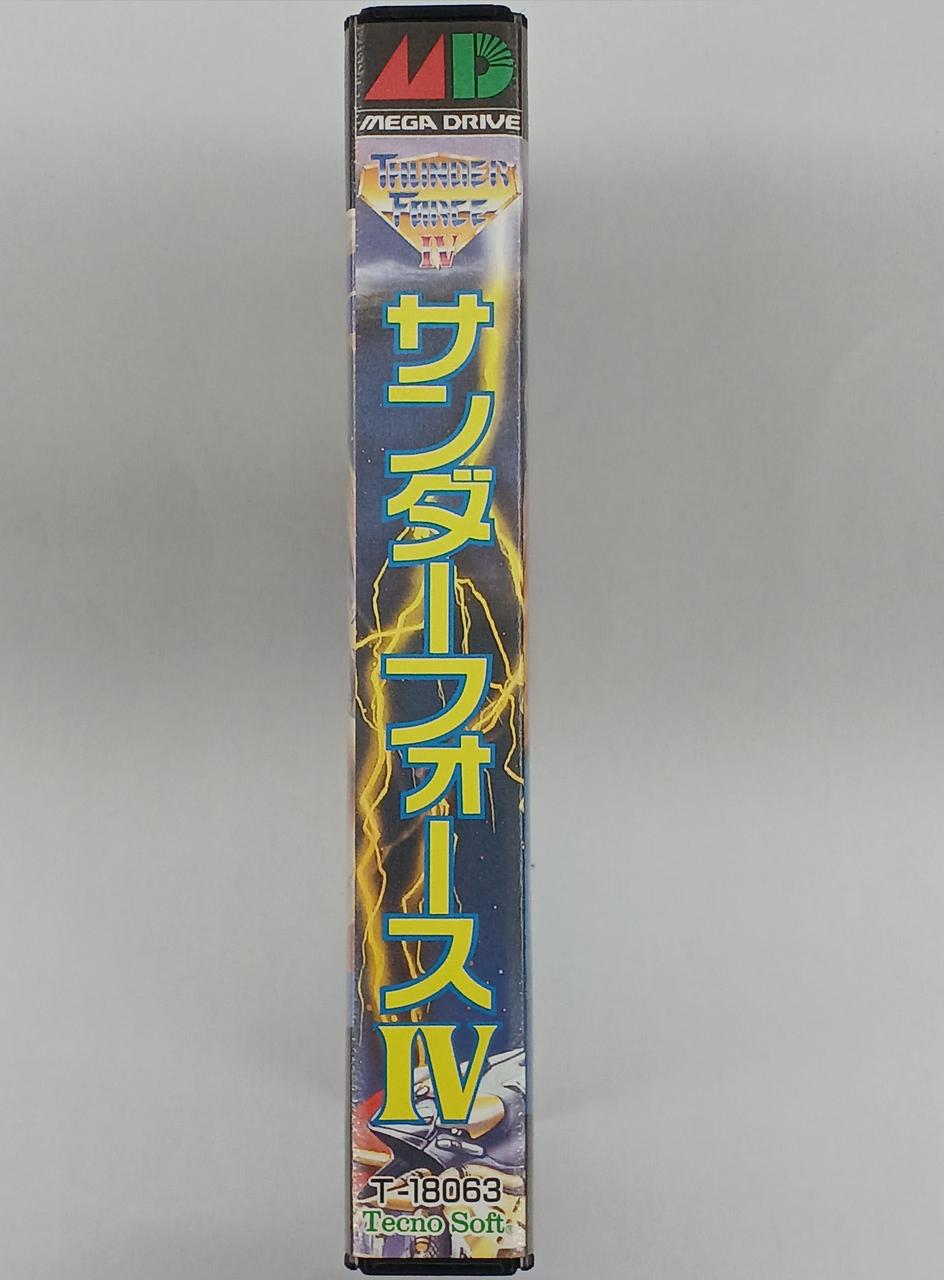 MD
MEGA DRIVE
THUNDER
FORCE
IV
サンダーフォースIV
T-18063
Tecno Soft®